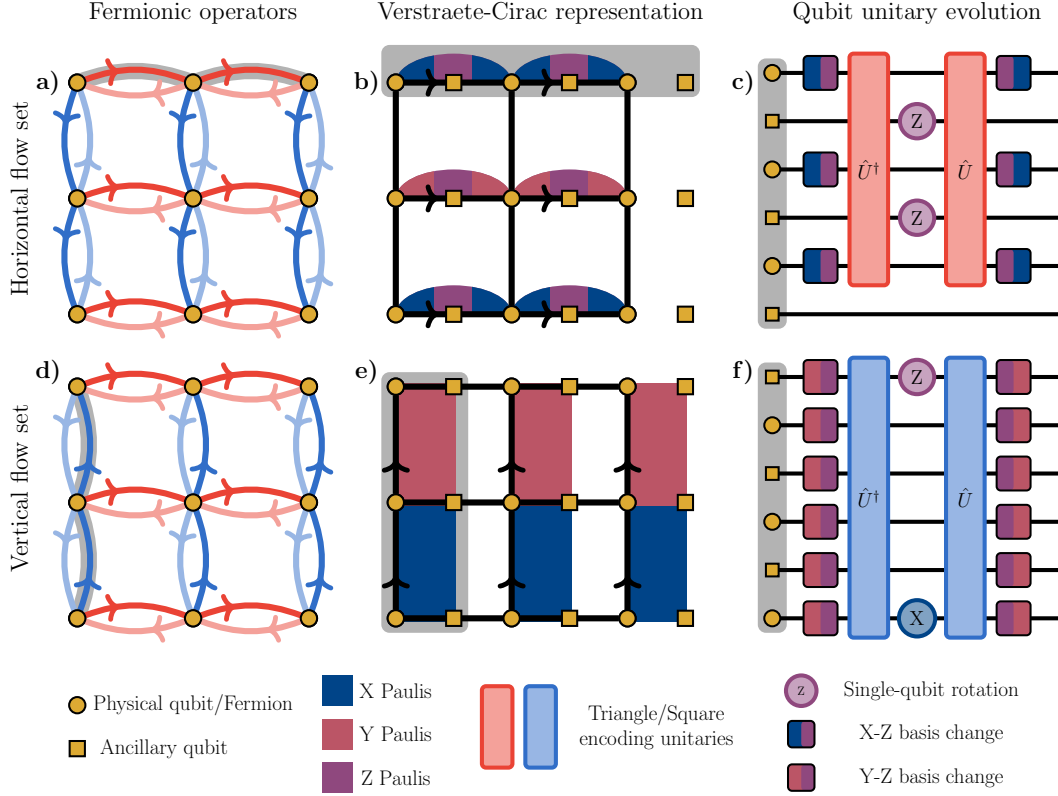 Fermionic operators
Verstraete-Cirac representation
Qubit unitary evolution
Horizontal flow set
a)
b)
c)
Z
Û† Û
Z
Vertical flow set
d)
e)
f)
Z
Û† Û
X
Physical qubit/Fermion
Ancillary qubit
X Paulis
Y Paulis
Z Paulis
Triangle/Square
encoding unitaries
z Single-qubit rotation
X-Z basis change
Y-Z basis change